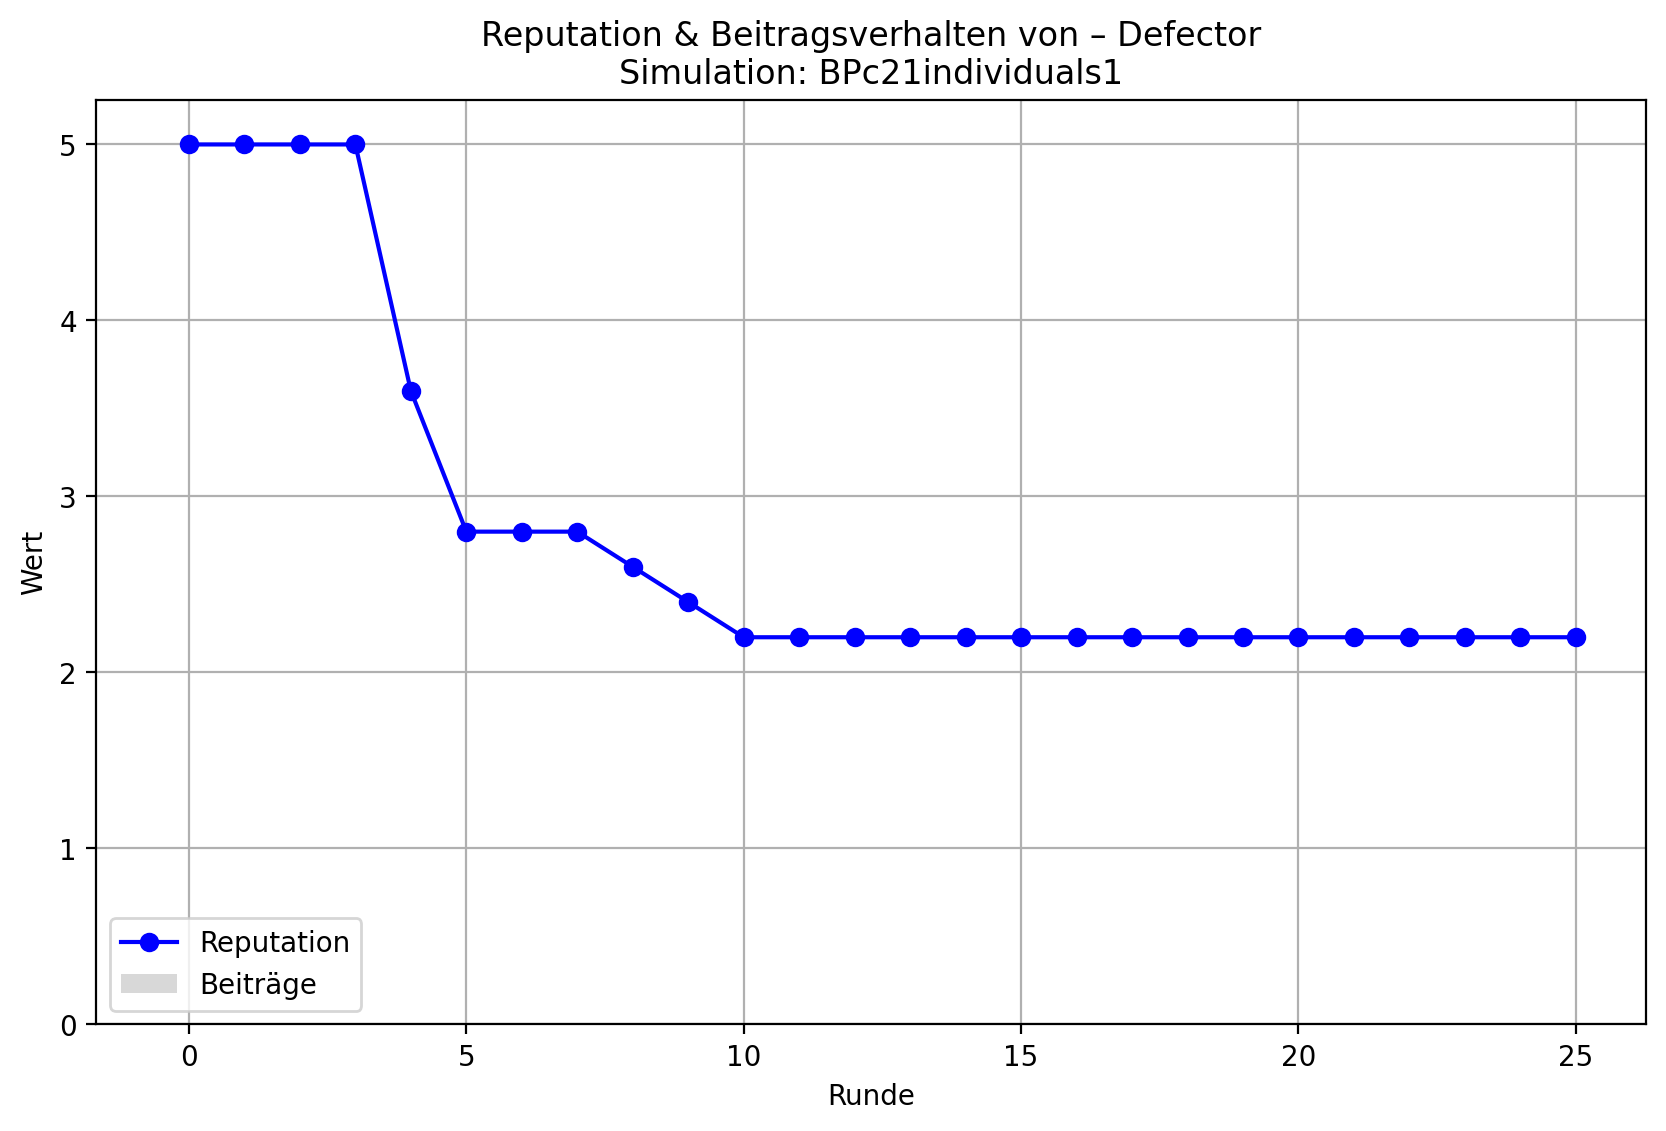 Reputation & Beitragsverhalten von – Defector
Simulation: BPc21individuals1
5
4
3
2
1
0
Wert
Reputation
Beiträge
0 5 10 15 20 25
Runde